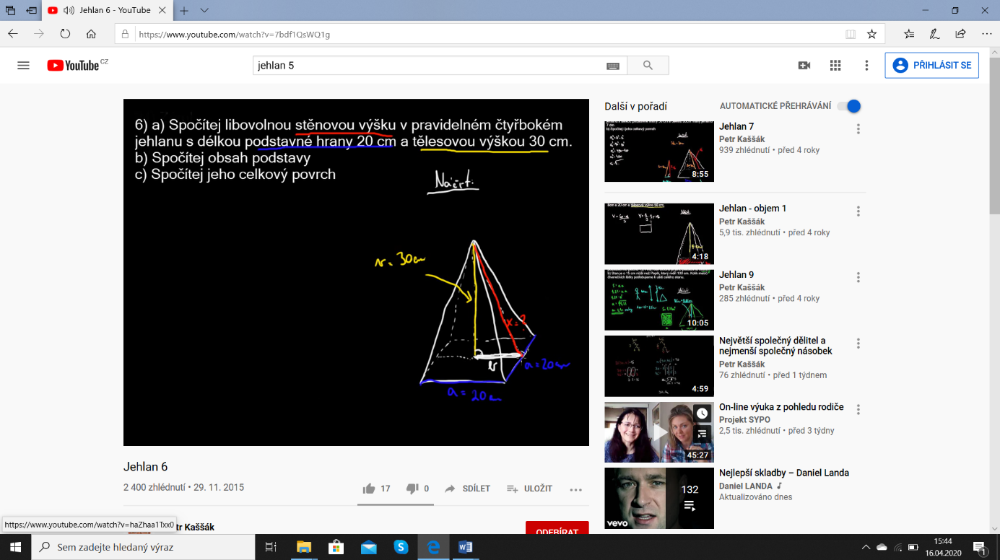 Jehlan 6 - YouTube
https://www.youtube.com/watch?v=7bdf1QsWQ1g
YouTube CZ
jehlan 5
PŘIHLÁSIT SE
6) a) Spočítej libovolnou stěnovou výšku v pravidelném čtyřbokém
jehlanu s délkou podstavné hrany 20 cm a tělesovou výškou 30 cm.
b) Spočítej obsah podstavy
c) Spočítej jeho celkový povrch
Náčrt:
v = 30cm
x = ?
a = 20cm
a = 20cm
Jehlan 6
2 400 zhlédnutí • 29. 11. 2015
17
0
SDÍLET
ULOŽIT
Kaššák
ODEBÍRAT
https://www.youtube.com/watch?v=haZhaa1Txx0
Další v pořadí
AUTOMATICKÉ PŘEHRÁVÁNÍ
8:55
Jehlan 7
Petr Kaššák
939 zhlédnutí • před 4 roky
4:18
Jehlan - objem 1
Petr Kaššák
5,9 tis. zhlédnutí • před 4 roky
10:05
Jehlan 9
Petr Kaššák
285 zhlédnutí • před 4 roky
4:59
Největší společný dělitel a
nejmenší společný násobek
Petr Kaššák
76 zhlédnutí • před 1 týdnem
45:27
On-line výuka z pohledu rodiče
Projekt SYPO
2,5 tis. zhlédnutí • před 3 týdny
132
vevo
Nejlepší skladby – Daniel Landa
Daniel LANDA
Aktualizováno dnes
Sem zadejte hledaný výraz
15:44
16.04.2020
1